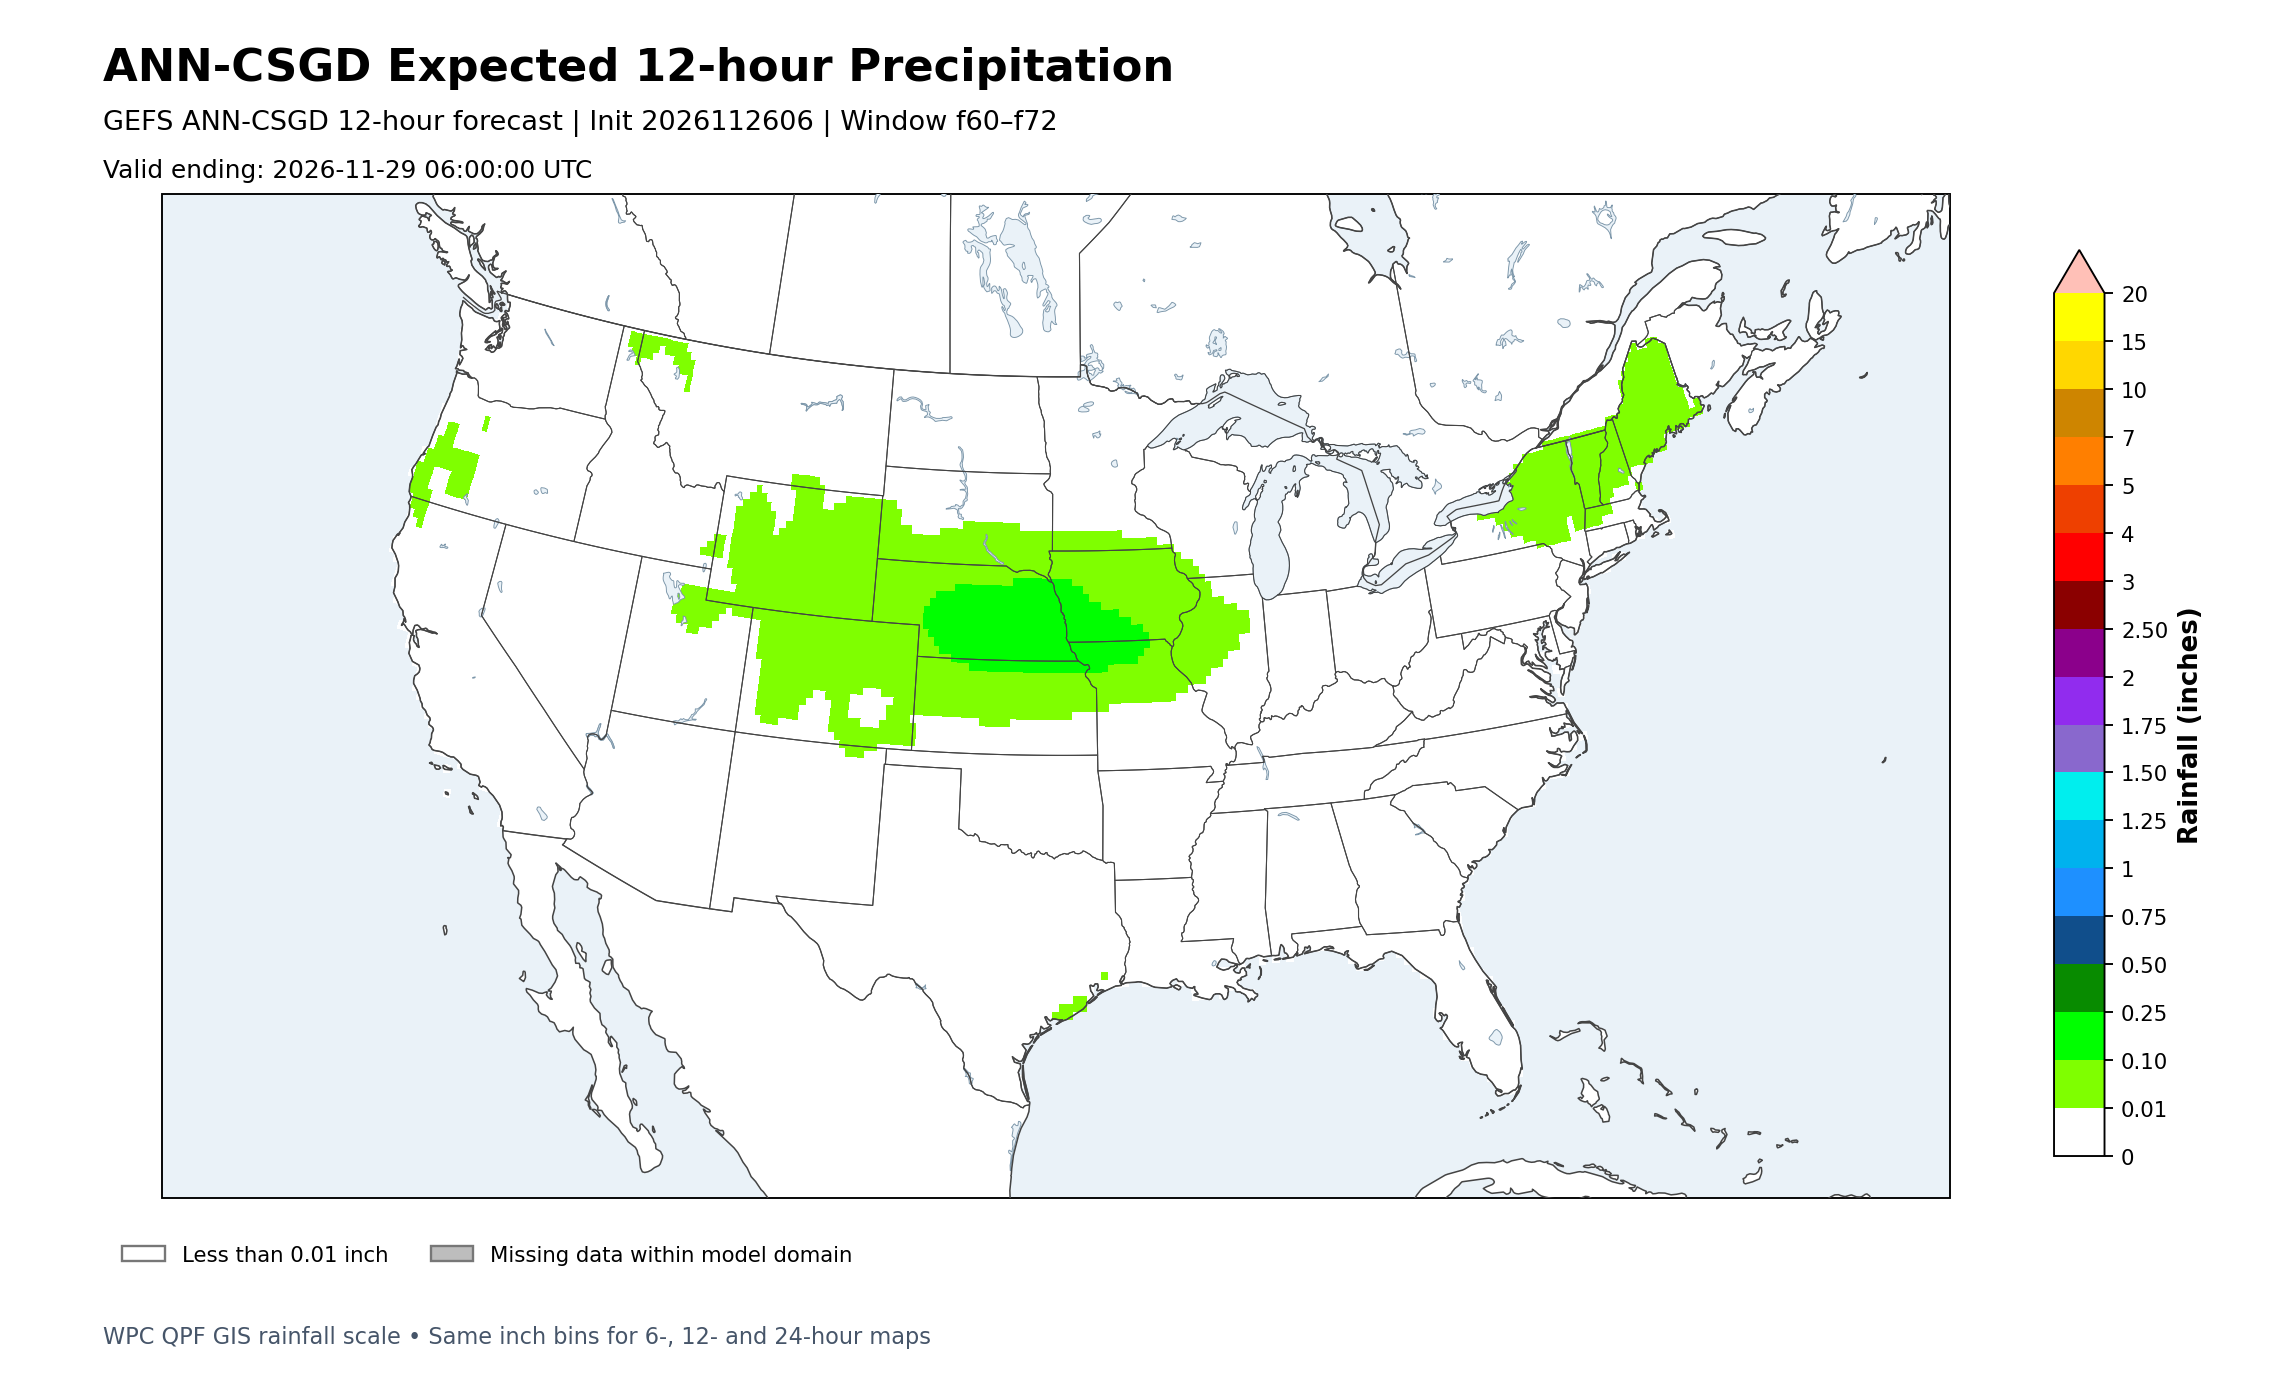 ANN-CSGD Expected 12-hour Precipitation
GEFS ANN-CSGD 12-hour forecast | Init 2026112606 | Window f60–f72
Valid ending: 2026-11-29 06:00:00 UTC
20
15
10
7
5
4
3
2.50
2
1.75
1.50
1.25
1
0.75
0.50
0.25
0.10
0.01
0
Rainfall (inches)
Less than 0.01 inch
Missing data within model domain
WPC QPF GIS rainfall scale • Same inch bins for 6-, 12- and 24-hour maps